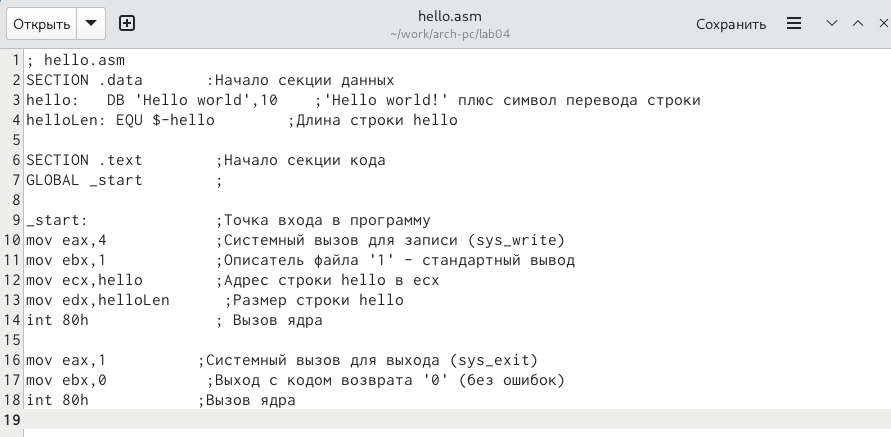 Открыть
hello.asm
~/work/arch-pc/lab04
Сохранить
1 ; hello.asm
2 SECTION .data       :Начало секции данных
3 hello:   DB 'Hello world',10    ;'Hello world!' плюс символ перевода строки
4 helloLen: EQU $-hello        ;Длина строки hello
5
6 SECTION .text        ;Начало секции кода
7 GLOBAL _start        ;
8
9 _start:              ;Точка входа в программу
10 mov eax,4            ;Системный вызов для записи (sys_write)
11 mov ebx,1            ;Описатель файла '1' - стандартный вывод
12 mov ecx,hello        ;Адрес строки hello в ecx
13 mov edx,helloLen      ;Размер строки hello
14 int 80h              ; Вызов ядра
15
16 mov eax,1          ;Системный вызов для выхода (sys_exit)
17 mov ebx,0           ;Выход с кодом возврата '0' (без ошибок)
18 int 80h            ;Вызов ядра
19